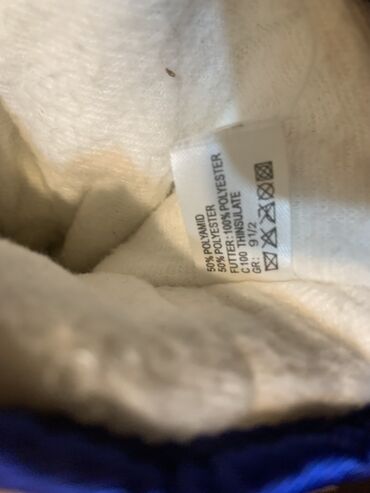 50% POLYAMID
50% POLYESTER
FUTTER: 100% POLYESTER
C 100 THINSULATE
GR: 9 1/2